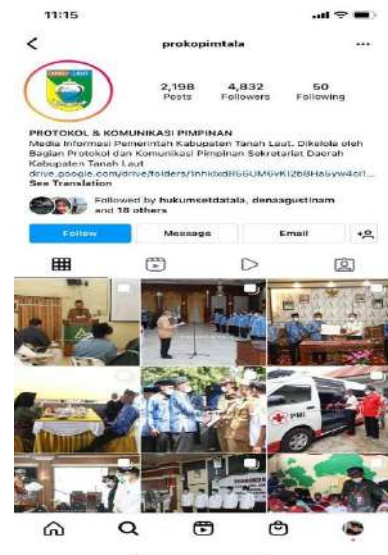 11:15
prokopimtala
2,198 4,832 50
Posts Followers Following
PROTOKOL & KOMUNIKASI PIMPINAN
Media Informasi Pemerintah Kabupaten Tanah Laut. Dikelola oleh
Bagian Protokol dan Komunikasi Pimpinan Sekretariat Daerah
Kabupaten Tanah Laut
See Translation
Followed by hukumsetdatala, denaagustinam
and 18 others
Follow Message Email
PMI